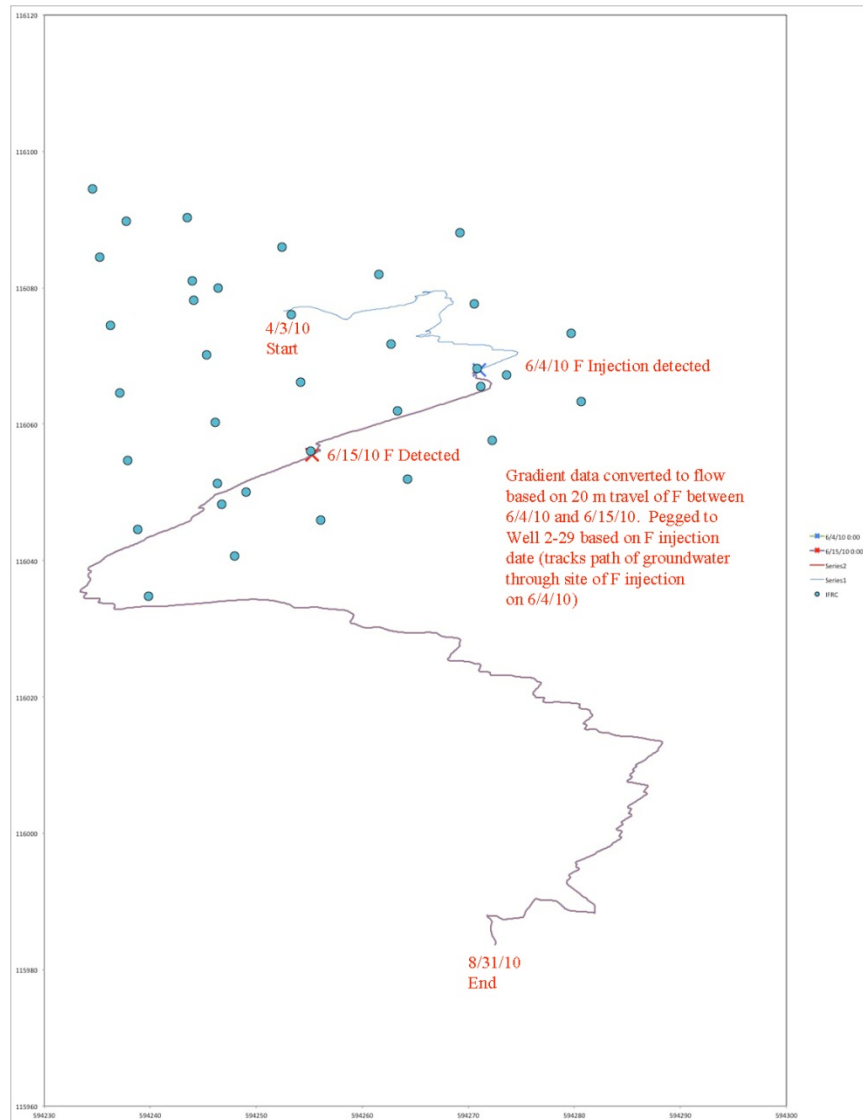 116120
116100
116080
4/3/10
Start
6/4/10 F Injection detected
116060
6/15/10 F Detected
Gradient data converted to flow
based on 20 m travel of F between
6/4/10 and 6/15/10. Pegged to
Well 2-29 based on F injection
date (tracks path of groundwater
through site of F injection
on 6/4/10)
6/4/10 0:00
6/15/10 0:00
Series2
Series1
IFRC
116040
116020
116000
115980
8/31/10
End
115960
594230 594240 594250 594260 594270 594280 594290 594300